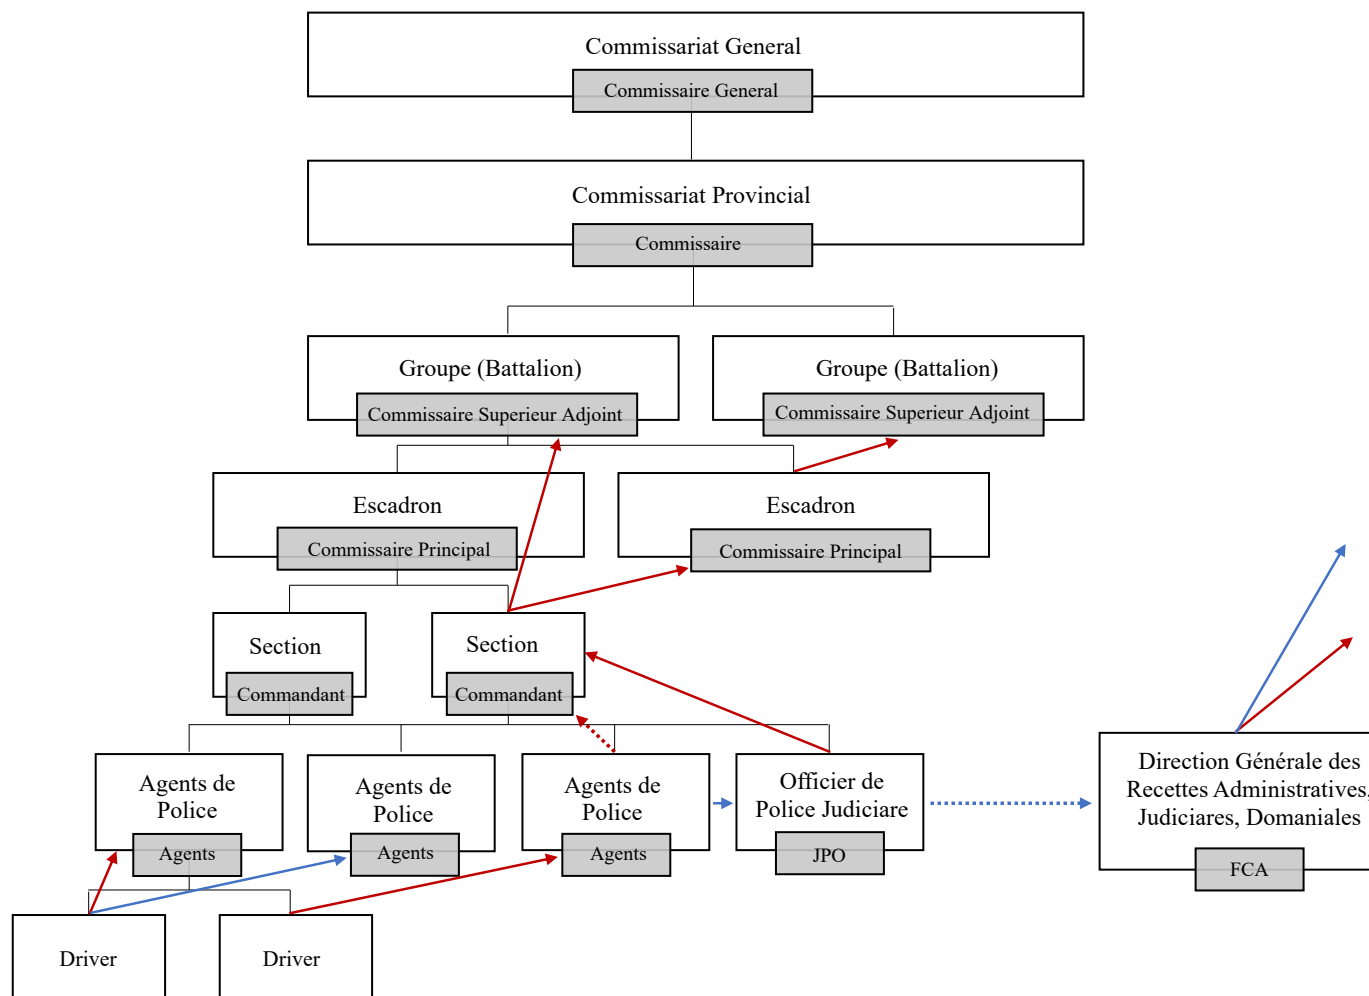 Commissariat General
Commissaire General
Commissariat Provincial
Commissaire
Groupe (Battalion)
Commissaire Superieur Adjoint
Groupe (Battalion)
Commissaire Superieur Adjoint
Escadron
Commissaire Principal
Escadron
Commissaire Principal
Section
Commandant
Section
Commandant
Agents de
Police
Agents
Agents de
Police
Agents
Agents de
Police
Agents
Officier de
Police Judiciare
JPO
Direction Générale des
Recettes Administratives,
Judiciares, Domaniales
FCA
Driver
Driver